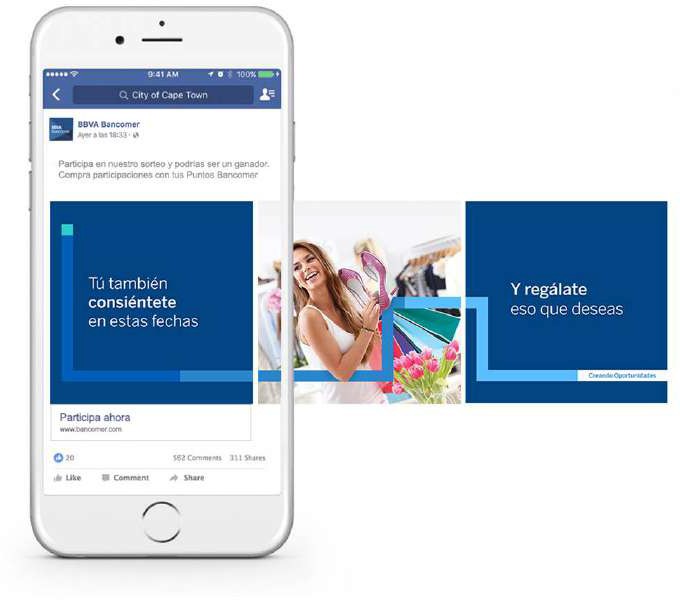 9:41 AM
100%
City of Cape Town
BBVA
Bancomer
BBVA Bancomer
Ayer a las 18:33 ·
Participa en nuestro sorteo y podrías ser un ganador.
Compra participaciones con tus Puntos Bancomer
Tú también
consiéntete
en estas fechas
Y regálate
eso que deseas
Creando Oportunidades
Participa ahora
www.bancomer.com
20
562 Comments 311 Shares
Like Comment Share